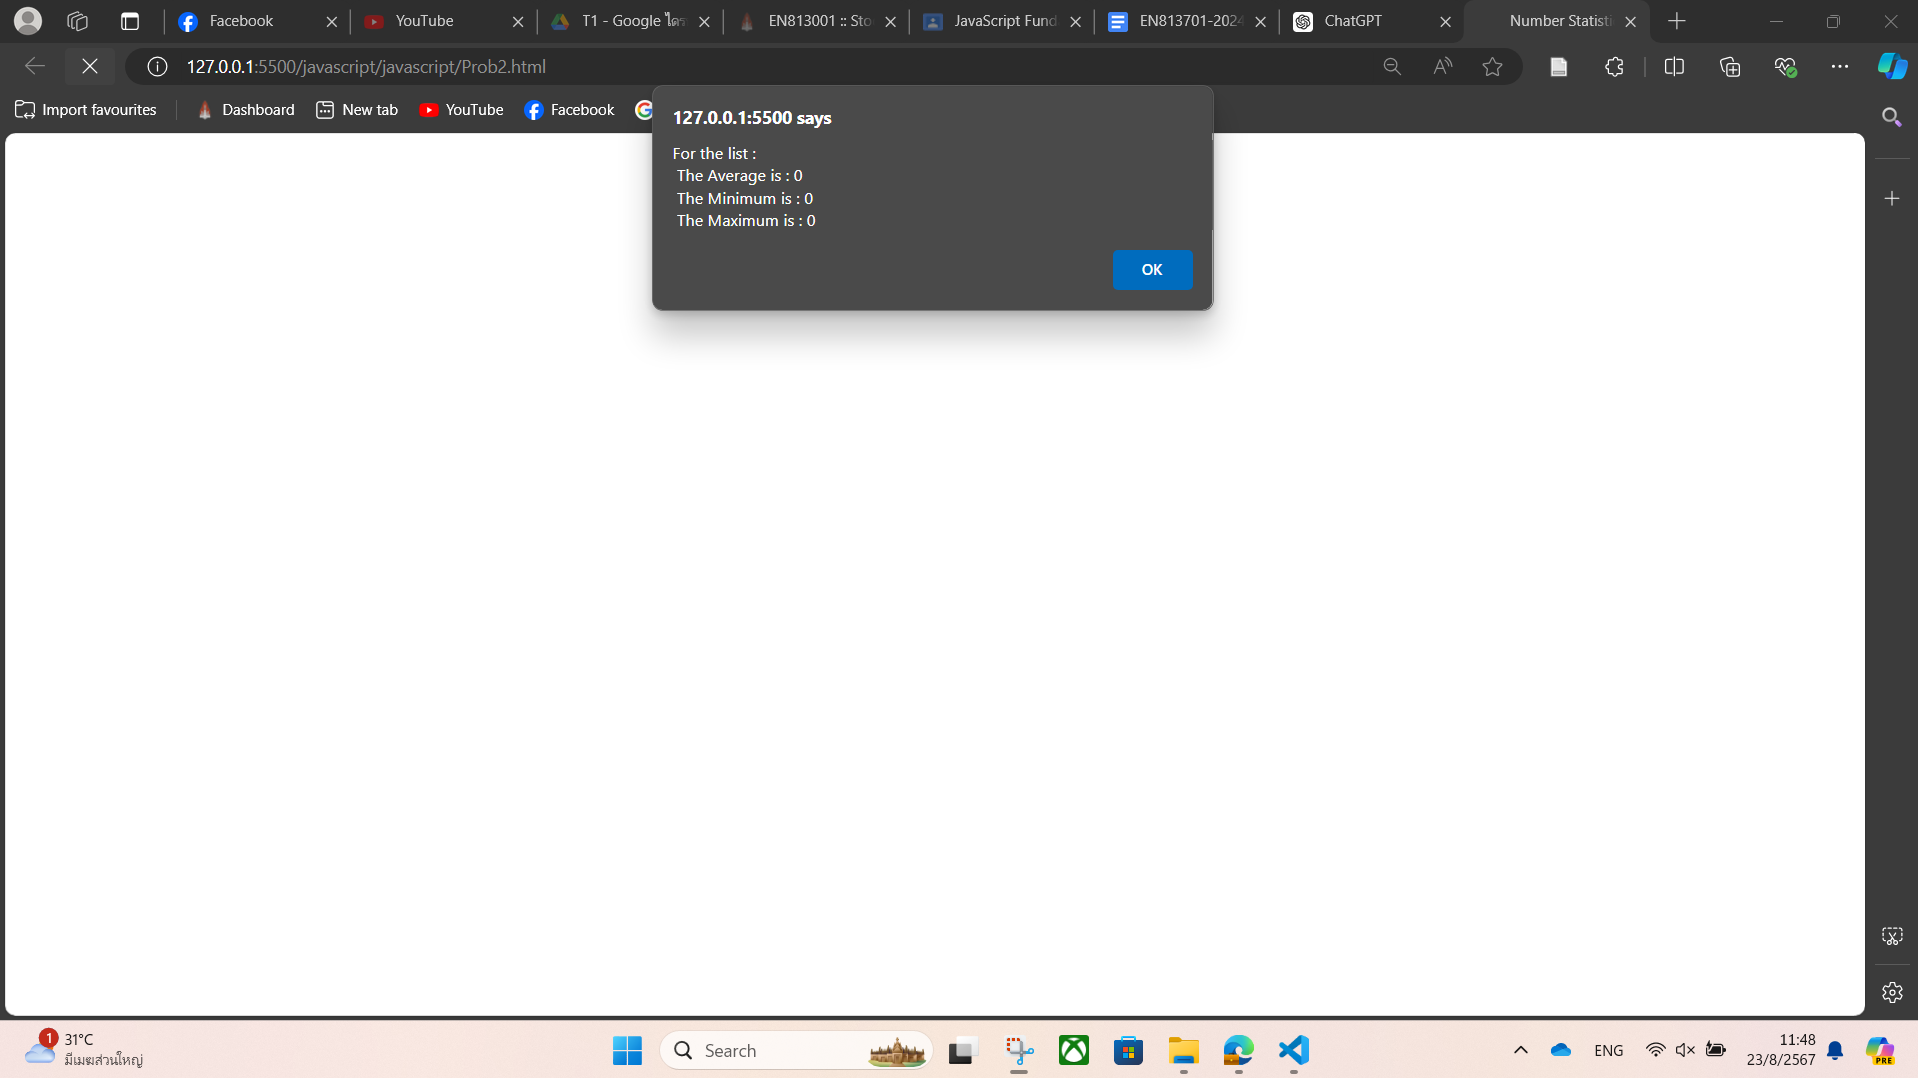 Facebook
YouTube
T1 - Google ไดร
EN813001 :: Sto
JavaScript Fund
EN813701-2024
ChatGPT
Number Statisti
127.0.0.1:5500/javascript/javascript/Prob2.html
Import favourites
Dashboard
New tab
YouTube
Facebook
127.0.0.1:5500 says
For the list :
The Average is : 0
The Minimum is : 0
The Maximum is : 0
OK
1
31°C
มีเมฆส่วนใหญ่
Search
ENG
11:48
23/8/2567
PRE